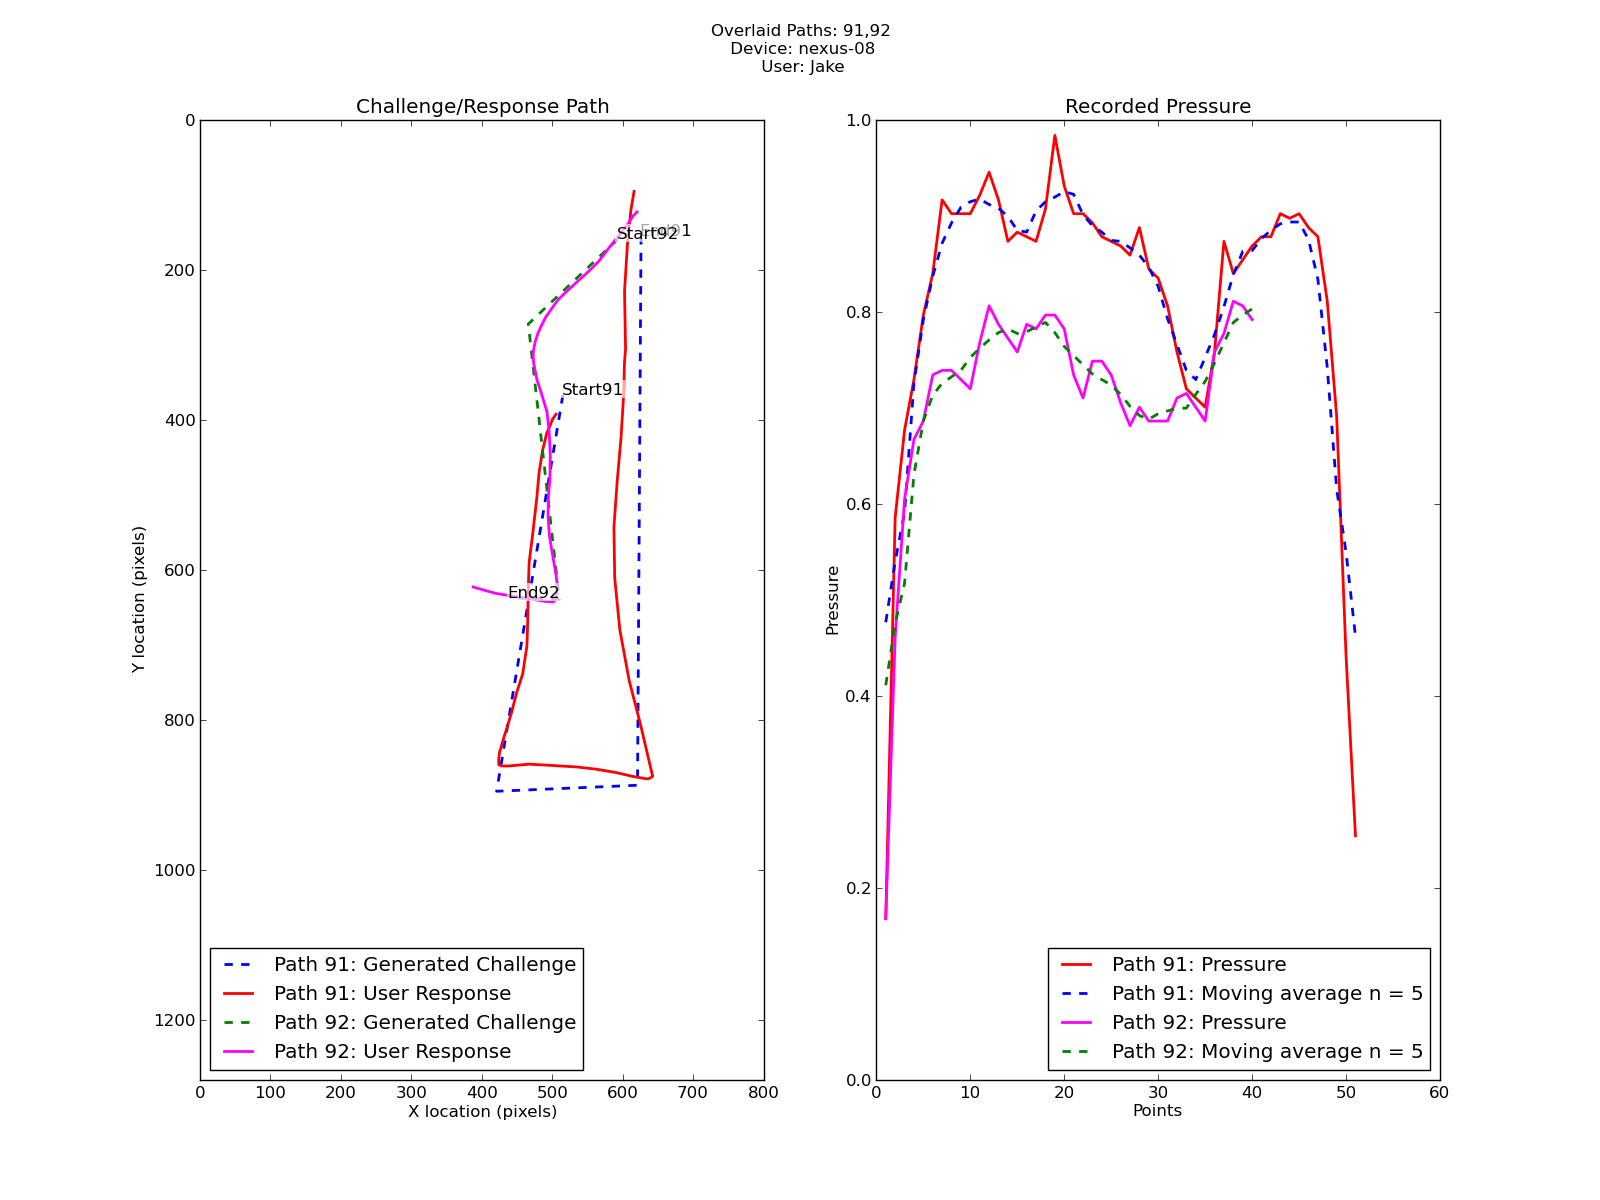 Overlaid Paths: 91,92
Device: nexus-08
User: Jake
Challenge/Response Path
0
200
400
600
800
1000
1200
Y location (pixels)
Start92
End91
Start91
End92
Path 91: Generated Challenge
Path 91: User Response
Path 92: Generated Challenge
Path 92: User Response
0 100 200 300 400 500 600 700 800
X location (pixels)
Recorded Pressure
1.0
0.8
0.6
0.4
0.2
0.0
Pressure
Path 91: Pressure
Path 91: Moving average n = 5
Path 92: Pressure
Path 92: Moving average n = 5
0 10 20 30 40 50 60
Points